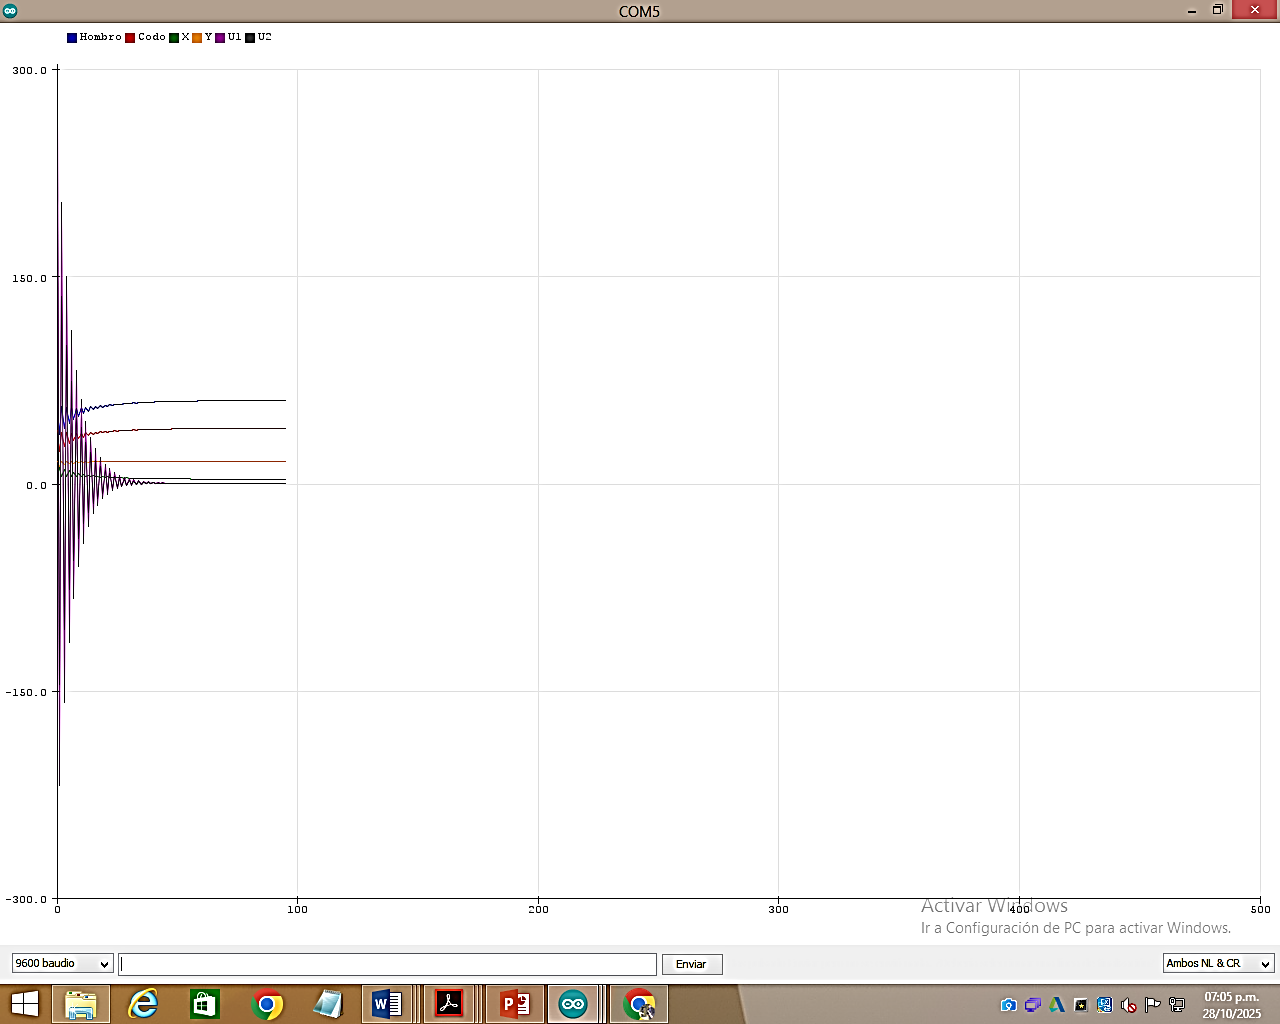 COM5
Hombro Codo X Y U1 U2
300.0
150.0
0.0
-150.0
-300.0
0 100 200 300 400 500
Activar Windows
Ir a Configuración de PC para activar Windows.
9600 baudio Enviar Ambos NL & CR
07:05 p.m.
28/10/2025